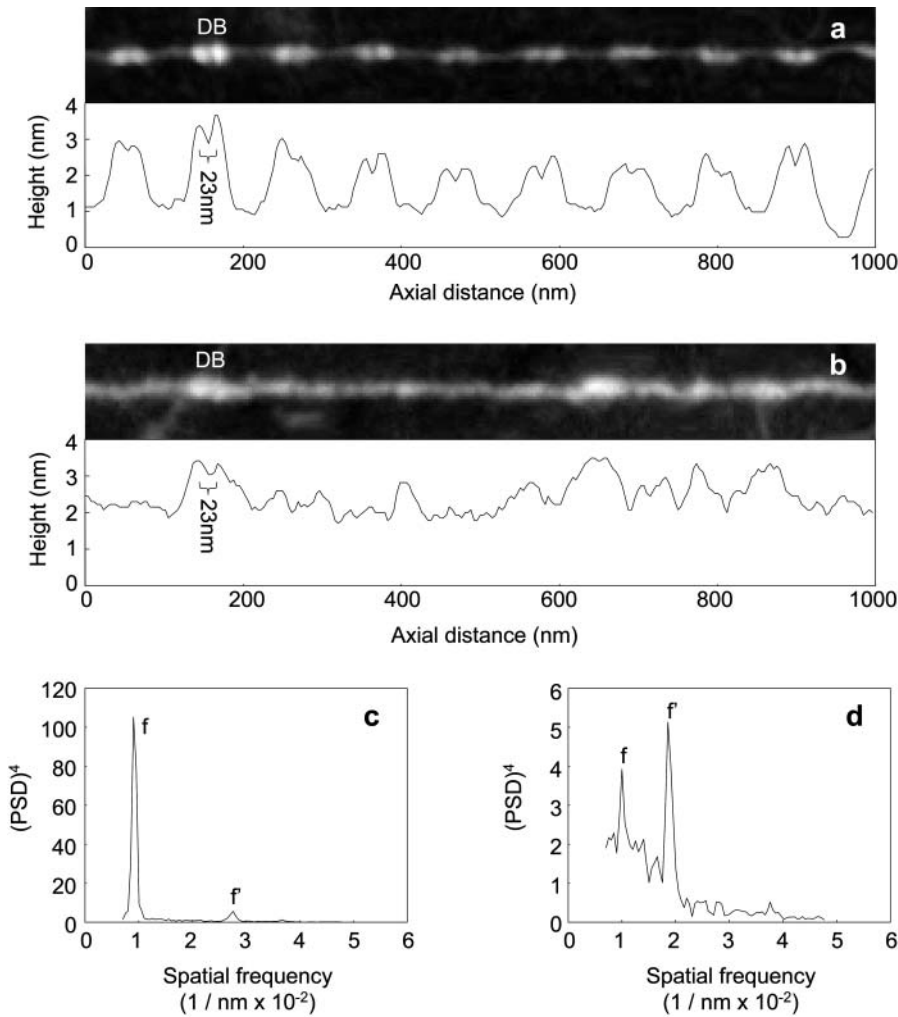 DB
a
4
3
2
1
0
Height (nm)
23nm
0 200 400 600 800 1000
Axial distance (nm)
DB
b
4
3
2
1
0
Height (nm)
23nm
0 200 400 600 800 1000
Axial distance (nm)
c
120
100
80
60
40
20
0
(PSD)⁴
f
f'
0 1 2 3 4 5 6
Spatial frequency
(1 / nm x 10⁻²)
d
6
5
4
3
2
1
0
(PSD)⁴
f
f'
0 1 2 3 4 5 6
Spatial frequency
(1 / nm x 10⁻²)